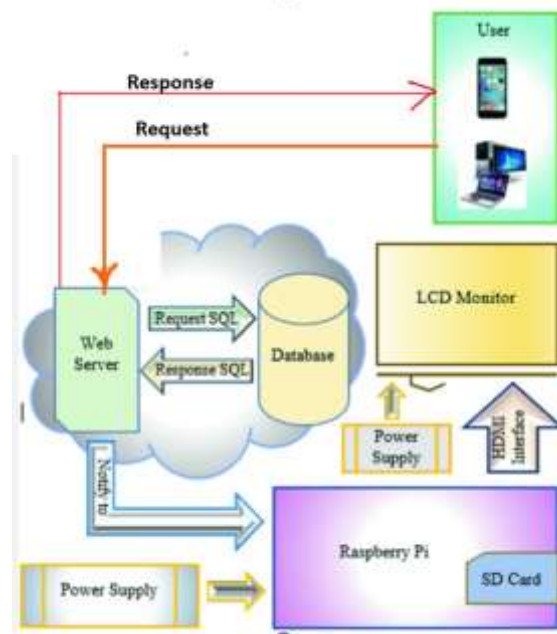 User
Response
Request
LCD Monitor
Web
Server
Request SQL
Response SQL
Database
Power
Supply
HDMI
Interface
Notify to
Raspberry Pi
SD Card
Power Supply